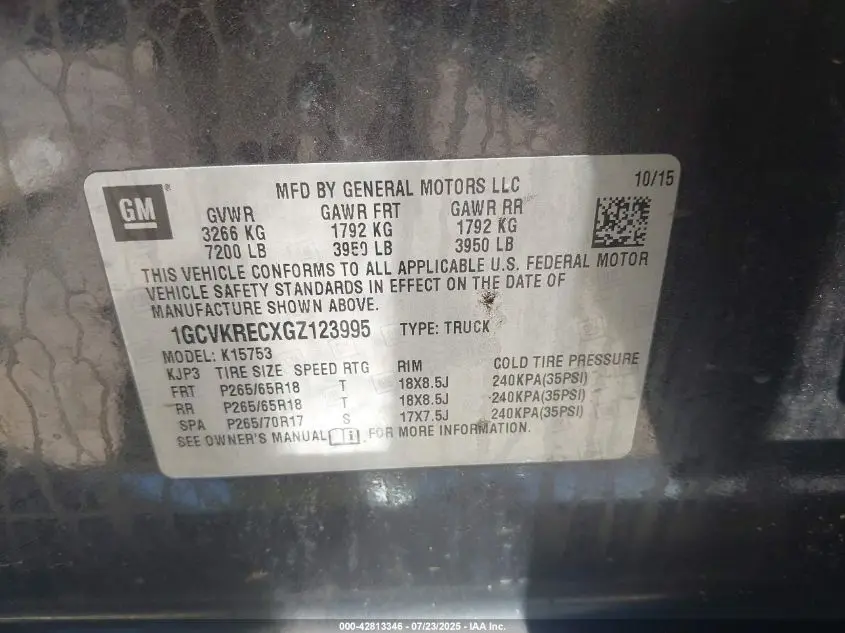 GM ® MFD BY GENERAL MOTORS LLC 10/15
GVWR GAWR FRT GAWR RR
3266 KG 1792 KG 1792 KG
7200 LB 3950 LB 3950 LB
THIS VEHICLE CONFORMS TO ALL APPLICABLE U.S. FEDERAL MOTOR
VEHICLE SAFETY STANDARDS IN EFFECT ON THE DATE OF
MANUFACTURE SHOWN ABOVE.
1GCVKRECXGZ123995 TYPE: TRUCK
MODEL: K15753
KJP3 TIRE SIZE SPEED RTG RIM COLD TIRE PRESSURE
FRT P265/65R18 T 18X8.5J 240KPA(35PSI)
RR P265/65R18 T 18X8.5J 240KPA(35PSI)
SPA P265/70R17 S 17X7.5J 240KPA(35PSI)
SEE OWNER'S MANUAL FOR MORE INFORMATION.
000-42813346 - 07/23/2025 - IAA Inc.